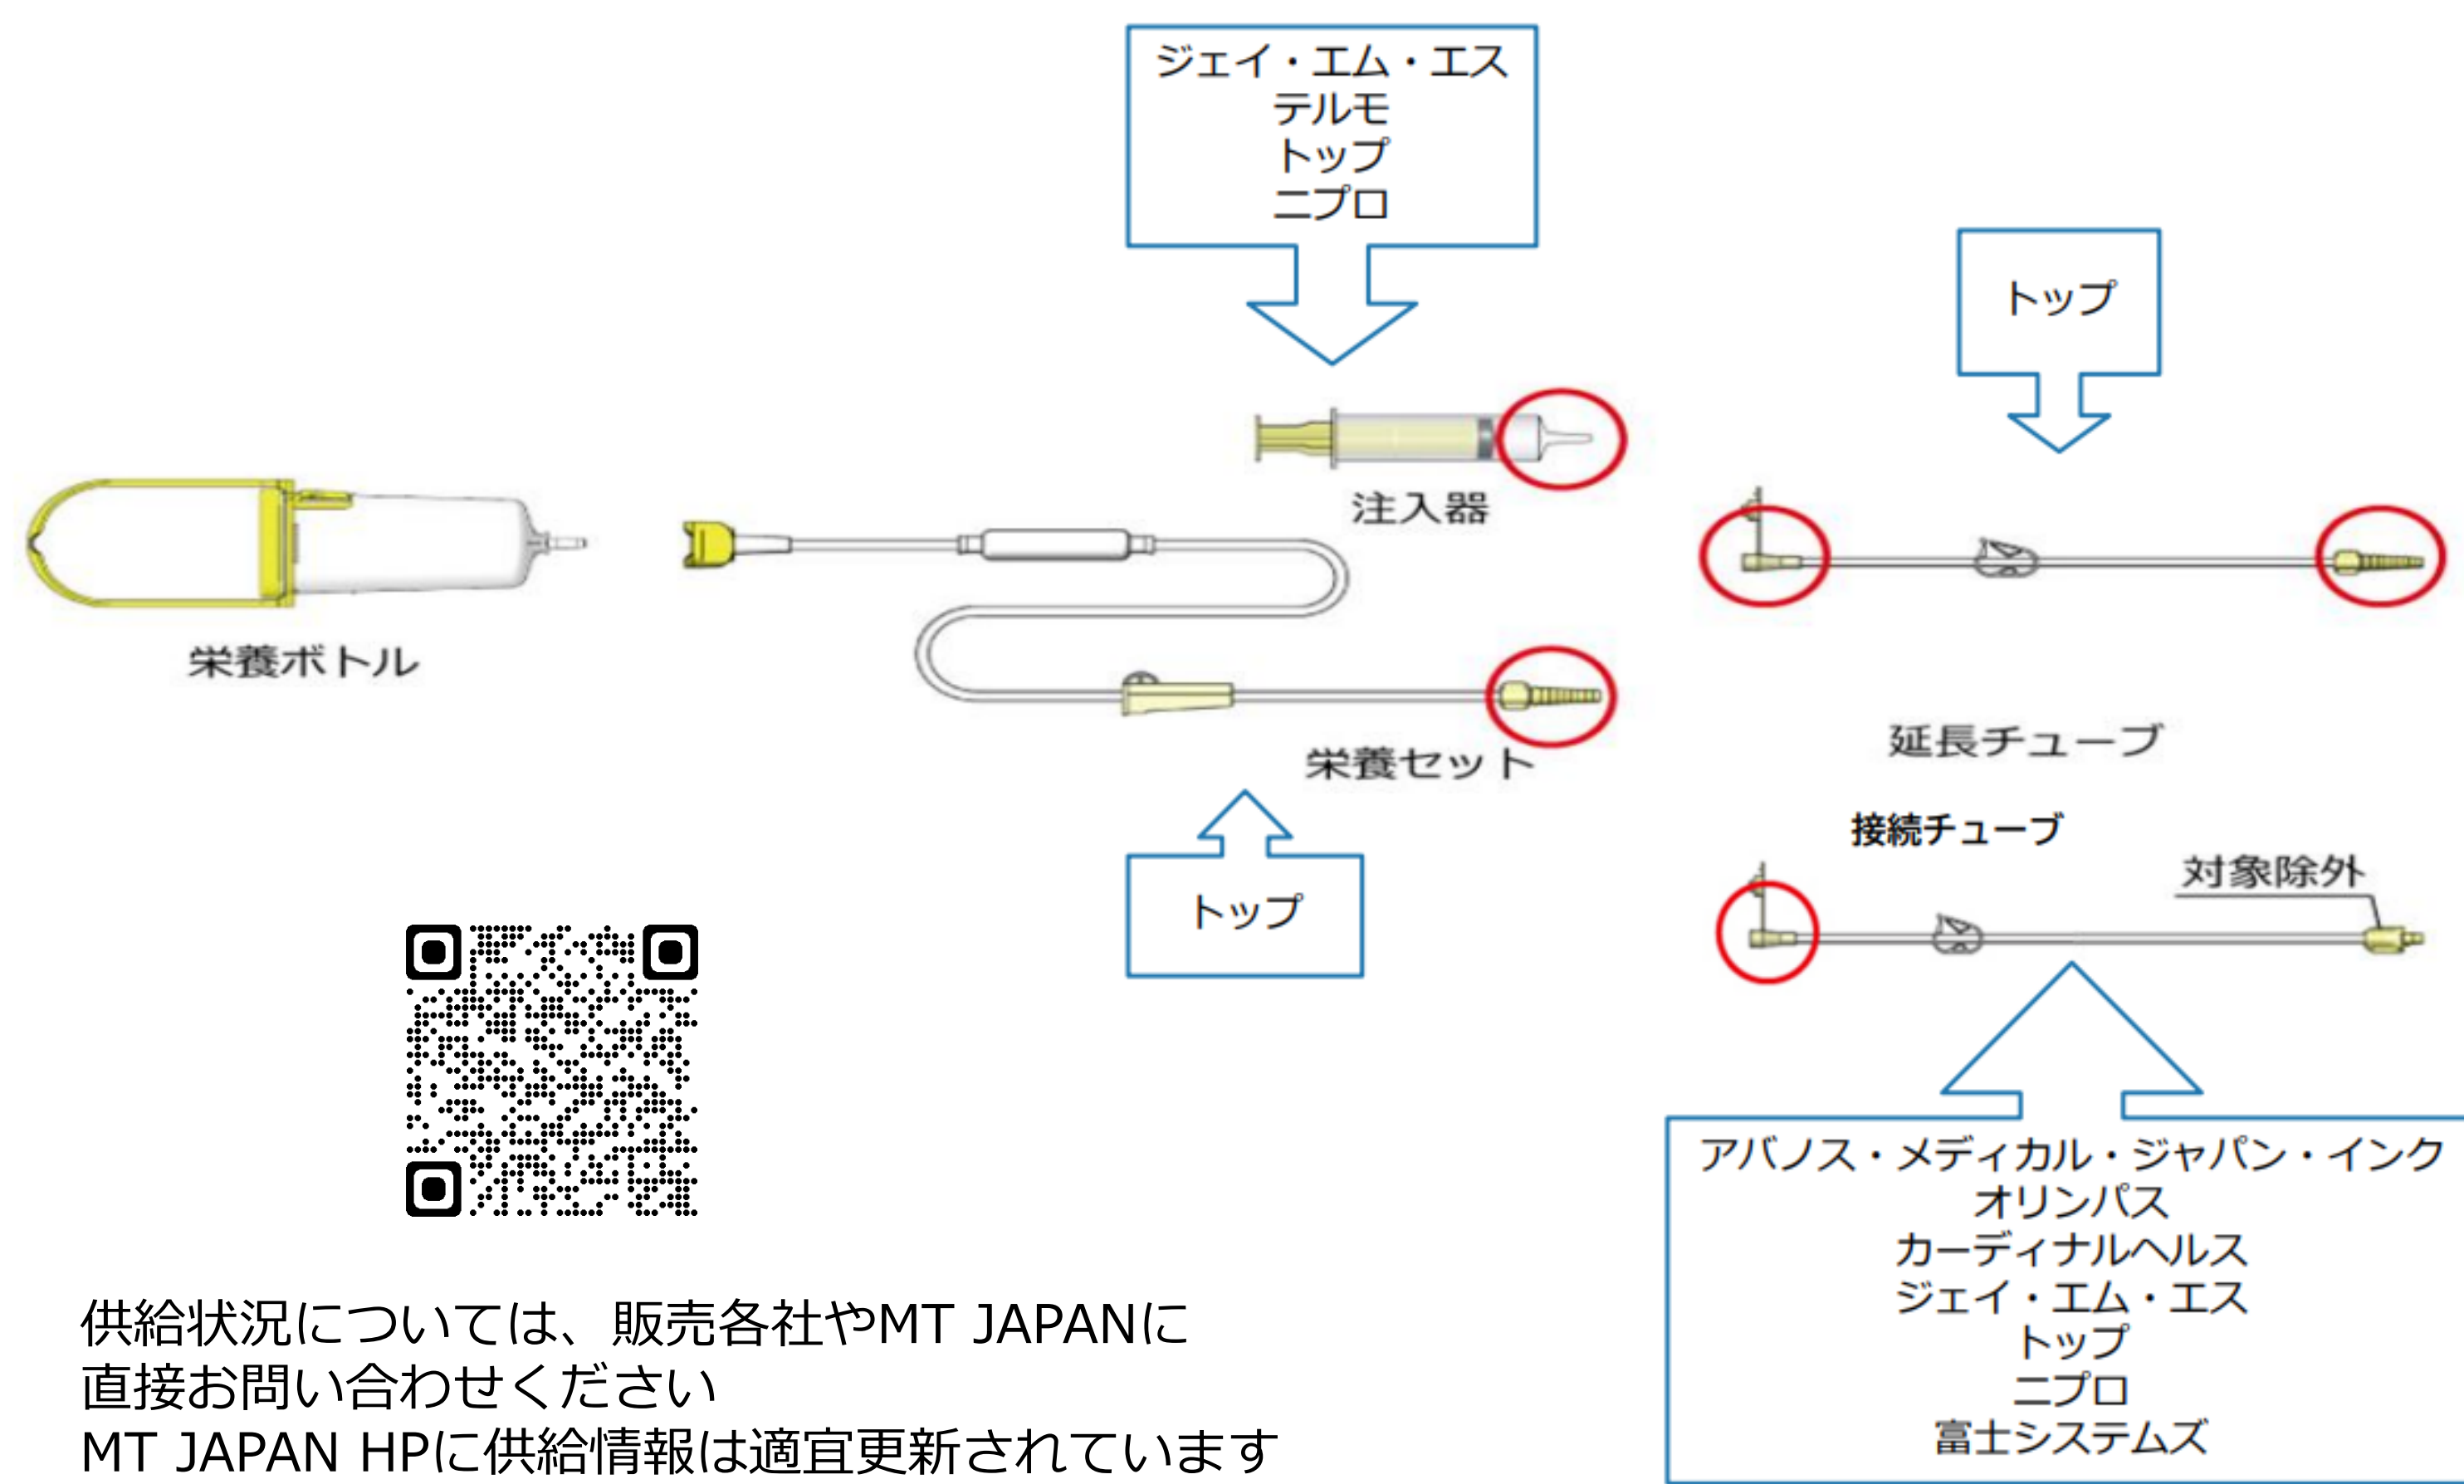 ジェイ・エム・エス
テルモ
トップ
ニプロ
トップ
注入器
栄養ボトル
栄養セット
延長チューブ
トップ
接続チューブ
対象除外
アバノス・メディカル・ジャパン・インク
オリンパス
カーディナルヘルス
ジェイ・エム・エス
トップ
ニプロ
富士システムズ
供給状況については、販売各社やMT JAPANに
直接お問い合わせください
MT JAPAN HPに供給情報は適宜更新されています